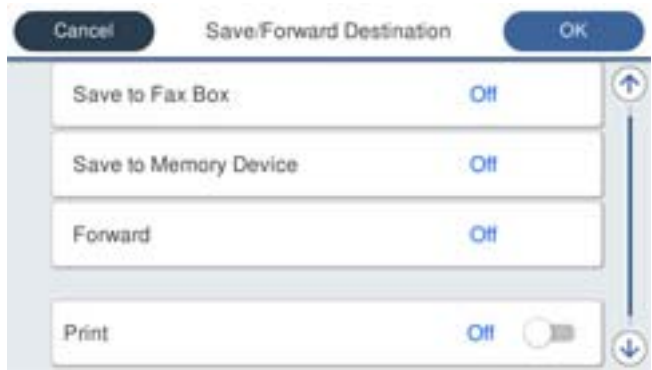 Cancel Save/Forward Destination OK
Save to Fax Box Off
Save to Memory Device Off
Forward Off
Print Off